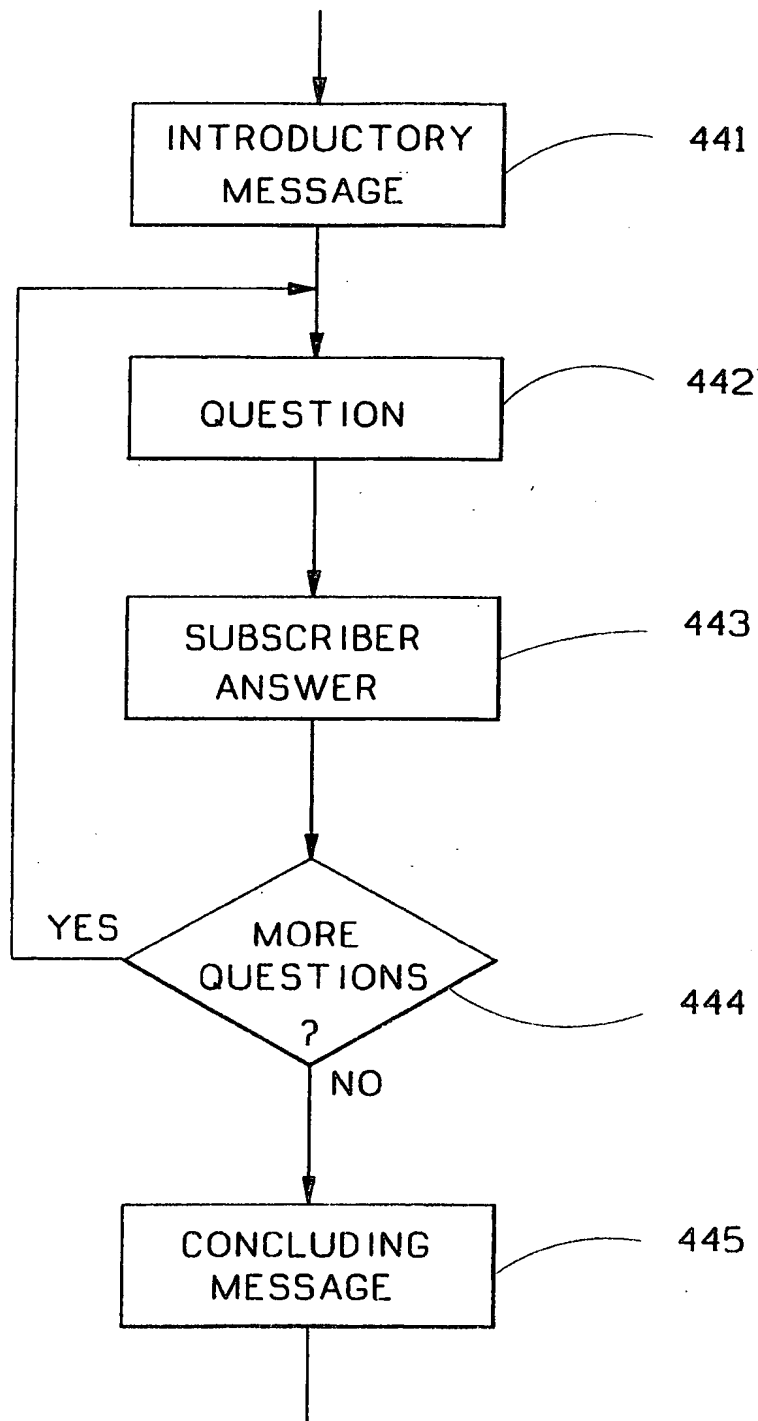 INTRODUCTORY
MESSAGE
441
QUESTION
442
SUBSCRIBER
ANSWER
443
YES
MORE
QUESTIONS
?
444
NO
CONCLUDING
MESSAGE
445